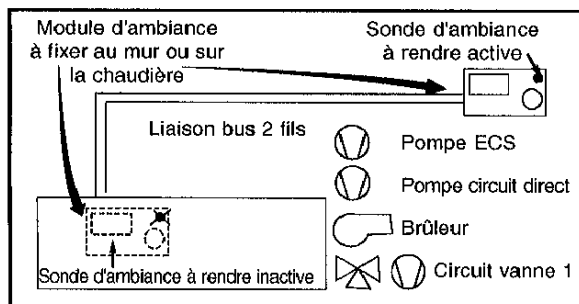 Module d'ambiance
à fixer au mur ou sur
la chaudière
Sonde d'ambiance
à rendre active
Liaison bus 2 fils
Pompe ECS
Pompe circuit direct
Brûleur
Circuit vanne 1
Sonde d'ambiance à rendre inactive